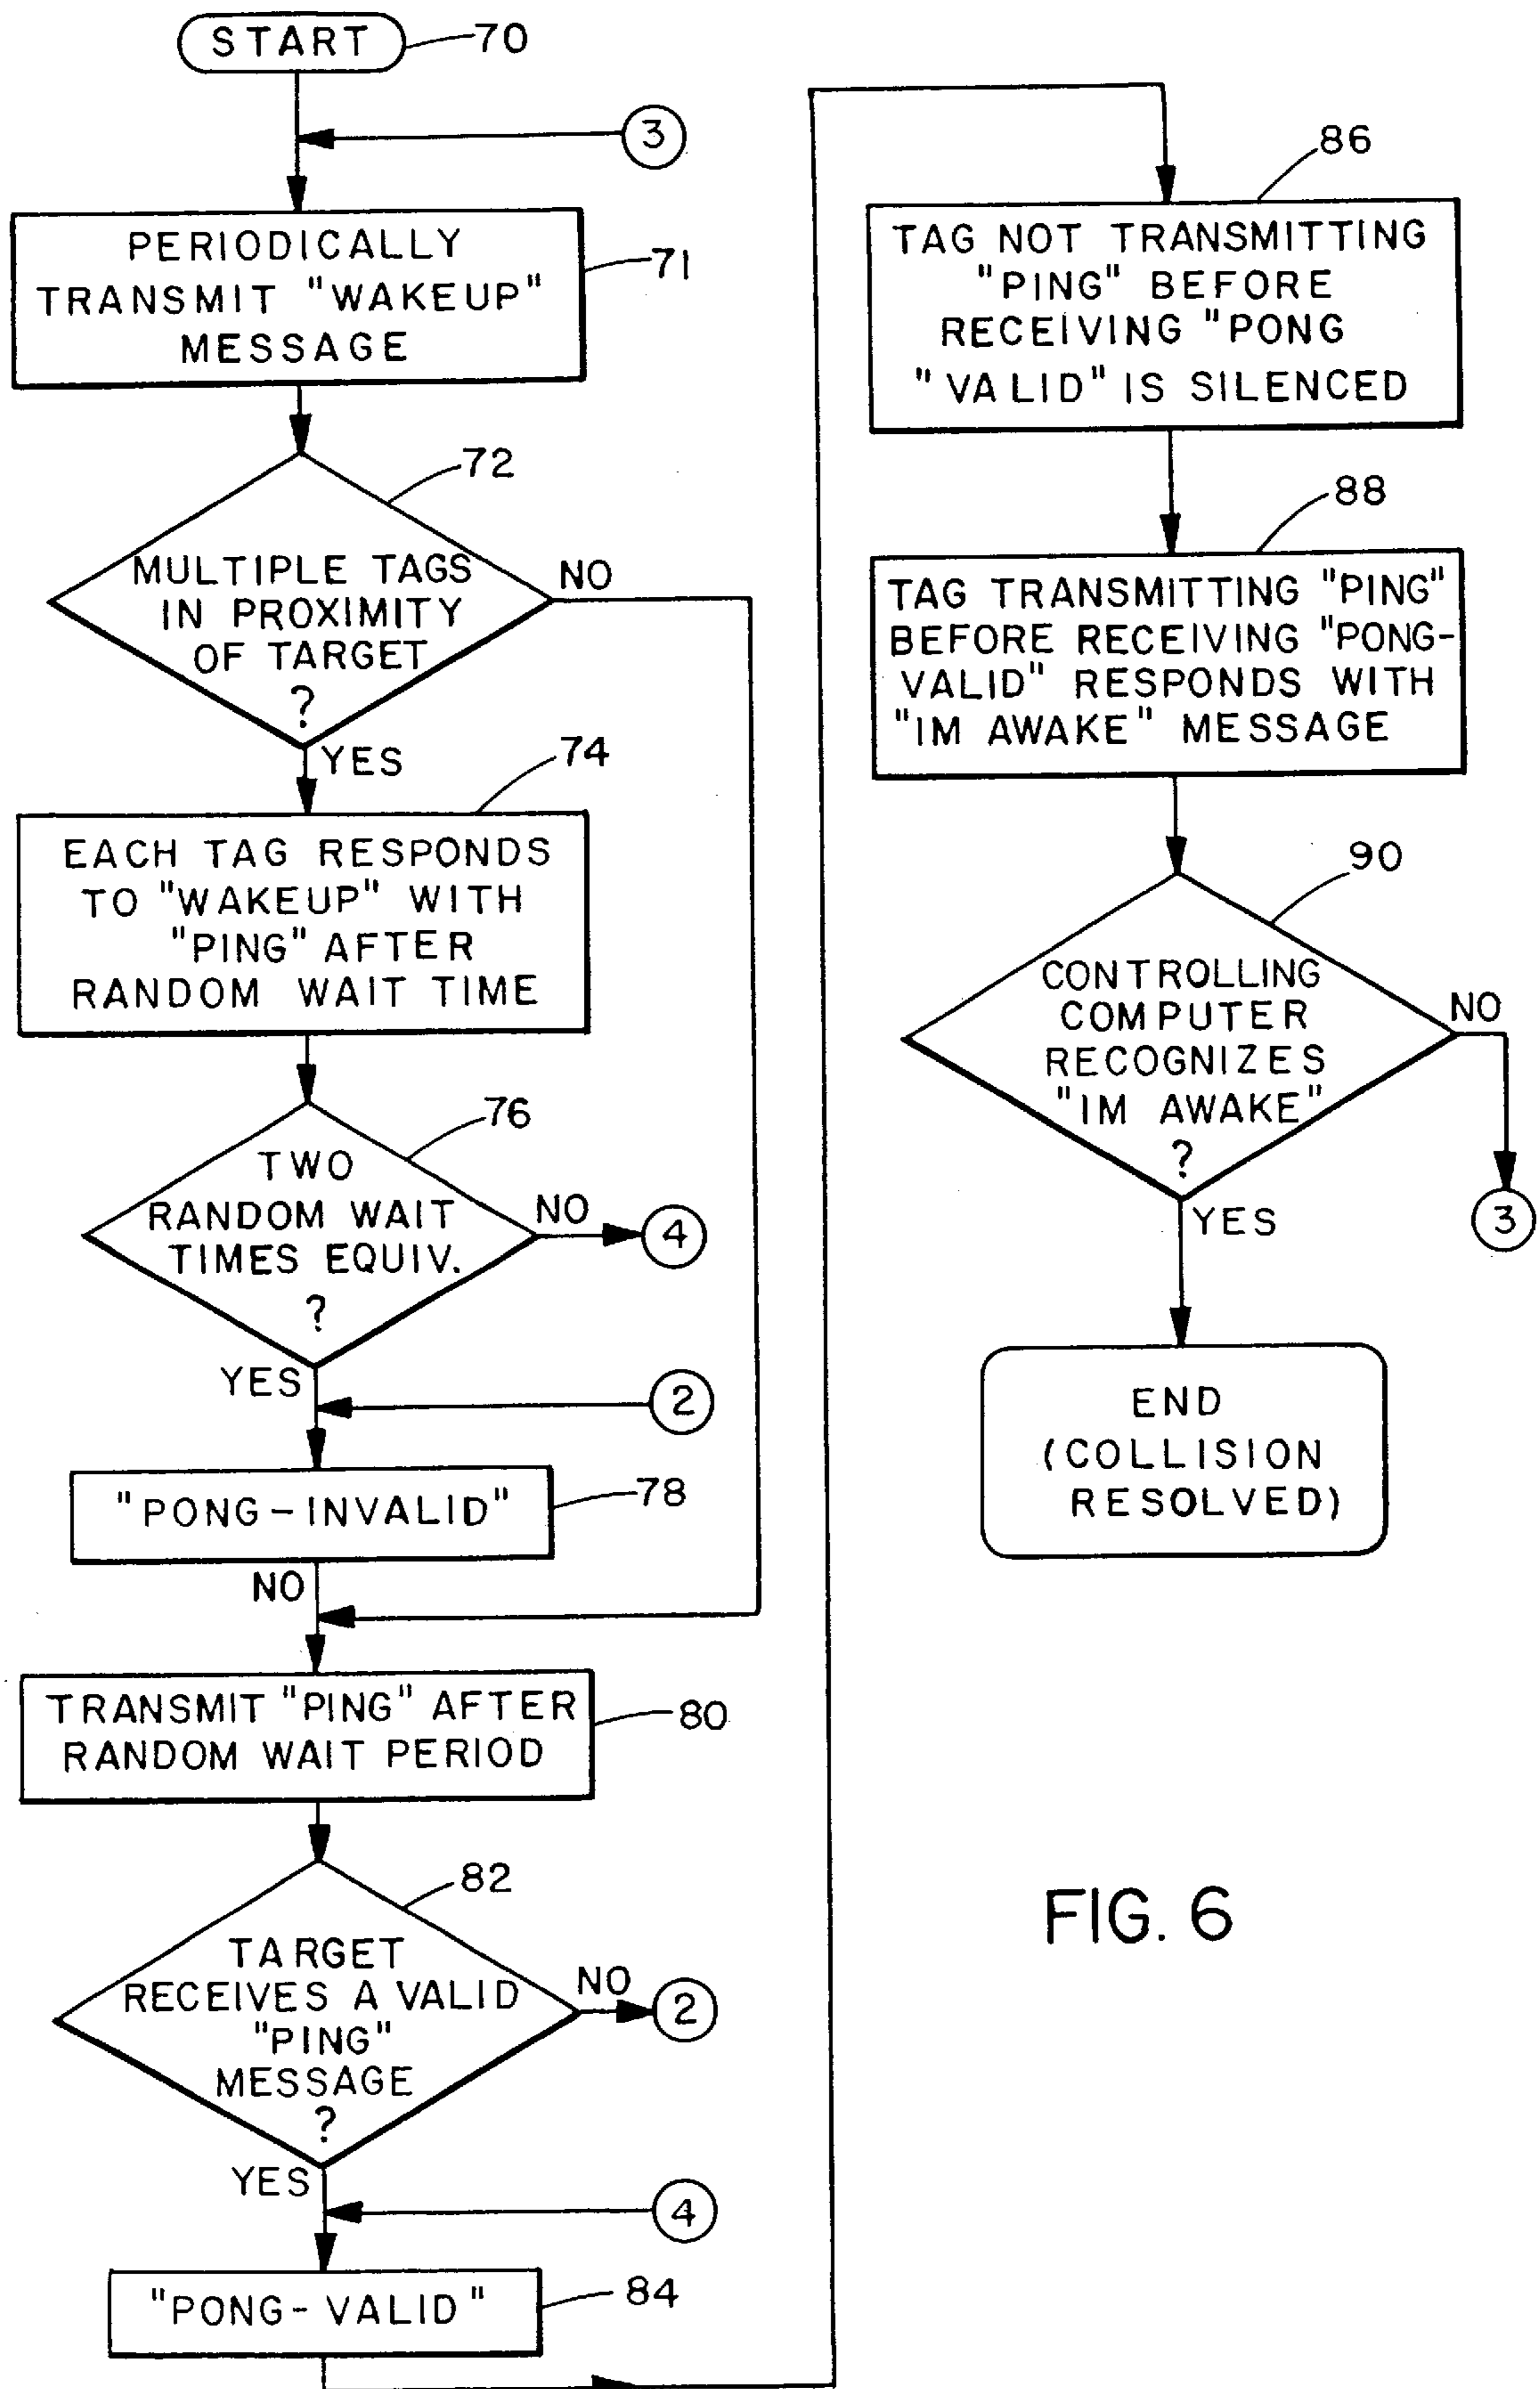 START
70
3
PERIODICALLY
TRANSMIT "WAKEUP"
MESSAGE
71
72
MULTIPLE TAGS
IN PROXIMITY
OF TARGET
?
NO
YES
74
EACH TAG RESPONDS
TO "WAKEUP" WITH
"PING" AFTER
RANDOM WAIT TIME
76
TWO
RANDOM WAIT
TIMES EQUIV.
?
NO
4
YES
2
"PONG-INVALID"
78
NO
TRANSMIT "PING" AFTER
RANDOM WAIT PERIOD
80
82
TARGET
RECEIVES A VALID
"PING"
MESSAGE
?
NO
2
YES
4
"PONG-VALID"
84
86
TAG NOT TRANSMITTING
"PING" BEFORE
RECEIVING "PONG
"VALID" IS SILENCED
88
TAG TRANSMITTING "PING"
BEFORE RECEIVING "PONG-
VALID" RESPONDS WITH
"IM AWAKE" MESSAGE
90
CONTROLLING
COMPUTER
RECOGNIZES
"IM AWAKE"
?
NO
3
YES
END
(COLLISION
RESOLVED)
FIG. 6